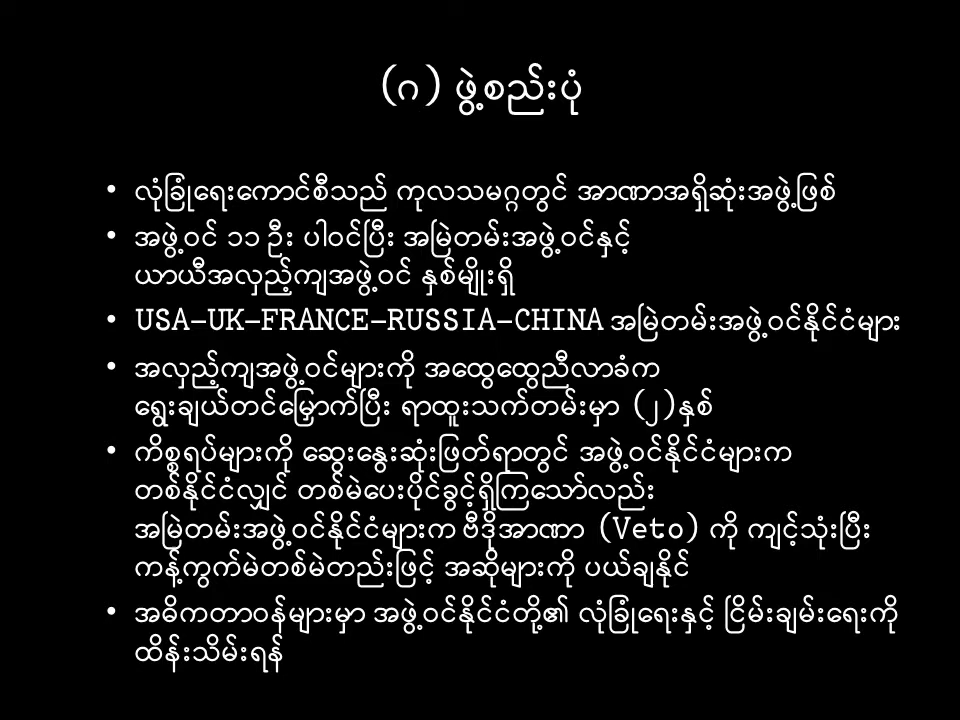 (ဂ) ဖွဲ့စည်းပုံ
• လုံခြုံရေးကောင်စီသည် ကုလသမဂ္ဂတွင် အာဏာအရှိဆုံးအဖွဲ့ဖြစ်
• အဖွဲ့ဝင် ၁၁ ဦး ပါဝင်ပြီး အမြဲတမ်းအဖွဲ့ဝင်နှင့်
ယာယီအလှည့်ကျအဖွဲ့ဝင် နှစ်မျိုးရှိ
• USA-UK-FRANCE-RUSSIA-CHINA အမြဲတမ်းအဖွဲ့ဝင်နိုင်ငံများ
• အလှည့်ကျအဖွဲ့ဝင်များကို အထွေထွေညီလာခံက
ရွေးချယ်တင်မြှောက်ပြီး ရာထူးသက်တမ်းမှာ (၂)နှစ်
• ကိစ္စရပ်များကို ဆွေးနွေးဆုံးဖြတ်ရာတွင် အဖွဲ့ဝင်နိုင်ငံများက
တစ်နိုင်ငံလျှင် တစ်မဲပေးပိုင်ခွင့်ရှိကြသော်လည်း
အမြဲတမ်းအဖွဲ့ဝင်နိုင်ငံများက ဗီဒိုအာဏာ (Veto) ကို ကျင့်သုံးပြီး
ကန့်ကွက်မဲတစ်မဲတည်းဖြင့် အဆိုများကို ပယ်ချနိုင်
• အဓိကတာဝန်များမှာ အဖွဲ့ဝင်နိုင်ငံတို့၏ လုံခြုံရေးနှင့် ငြိမ်းချမ်းရေးကို
ထိန်းသိမ်းရန်